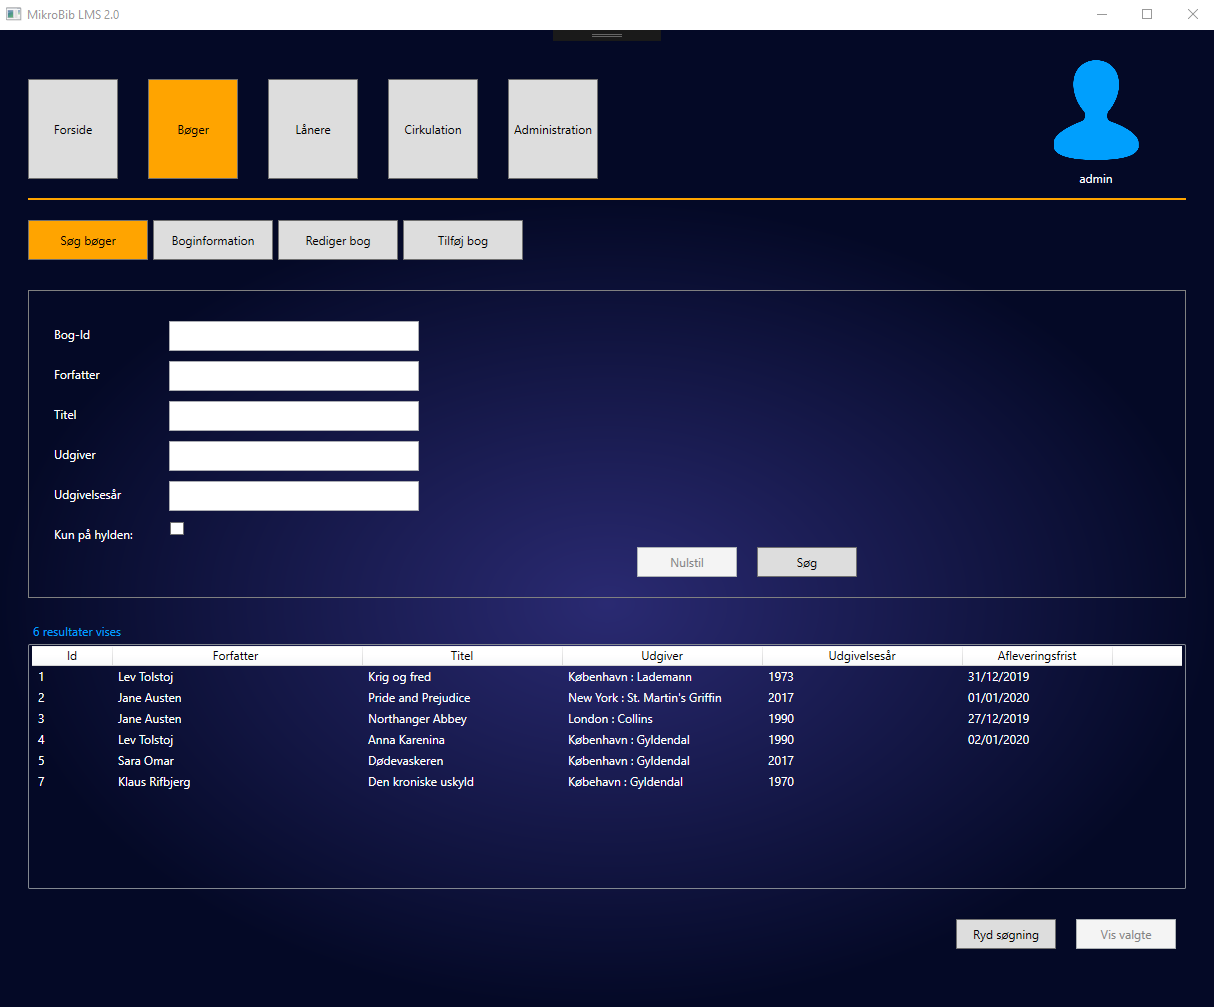 MikroBib LMS 2.0
Forside Bøger Lånere Cirkulation Administration
admin
Søg bøger Boginformation Rediger bog Tilføj bog
Bog-Id
Forfatter
Titel
Udgiver
Udgivelsesår
Kun på hylden:
Nulstil Søg
6 resultater vises
Id Forfatter Titel Udgiver Udgivelsesår Afleveringsfrist
1 Lev Tolstoj Krig og fred København : Lademann 1973 31/12/2019
2 Jane Austen Pride and Prejudice New York : St. Martin's Griffin 2017 01/01/2020
3 Jane Austen Northanger Abbey London : Collins 1990 27/12/2019
4 Lev Tolstoj Anna Karenina København : Gyldendal 1990 02/01/2020
5 Sara Omar Dødevaskeren København : Gyldendal 2017
7 Klaus Rifbjerg Den kroniske uskyld Købehavn : Gyldendal 1970
Ryd søgning Vis valgte